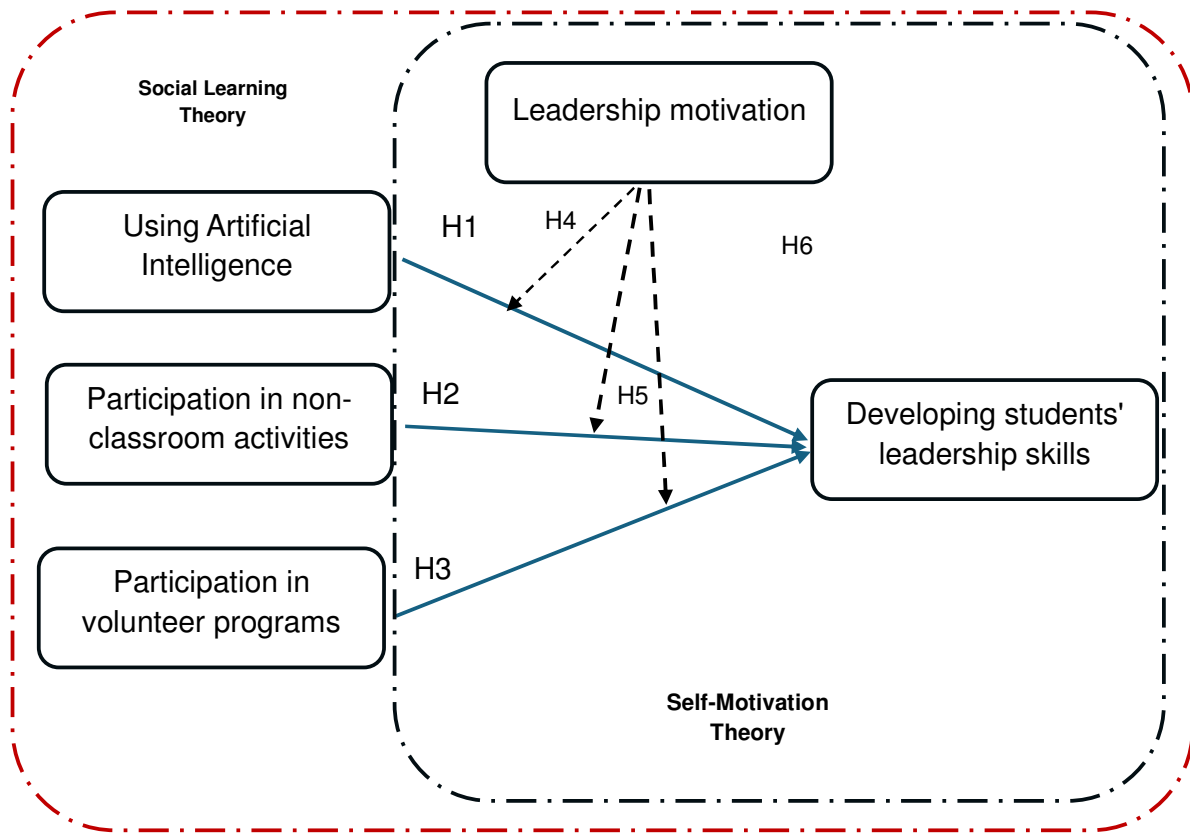 Social Learning
Theory
Leadership motivation
Using Artificial
Intelligence
H1
H4
H6
Participation in non-
classroom activities
H2
H5
Developing students'
leadership skills
Participation in
volunteer programs
H3
Self-Motivation
Theory